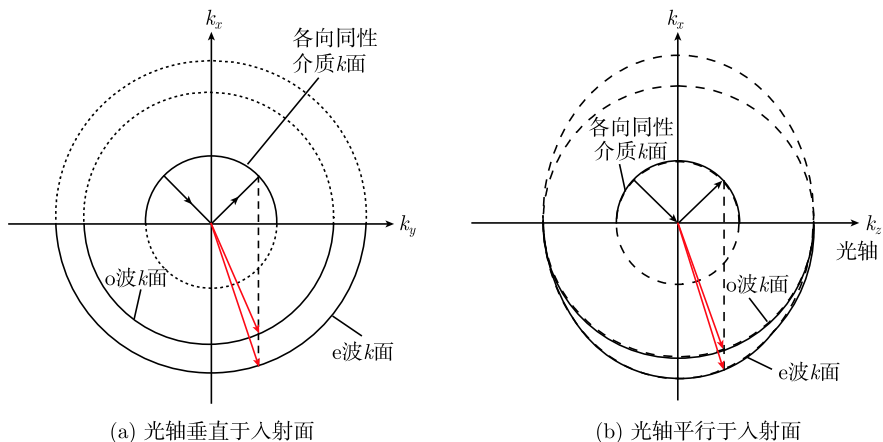 k_x
各向同性
介质k面
k_y
o波k面
e波k面
(a) 光轴垂直于入射面
k_x
各向同性
介质k面
k_z
光轴
o波k面
e波k面
(b) 光轴平行于入射面